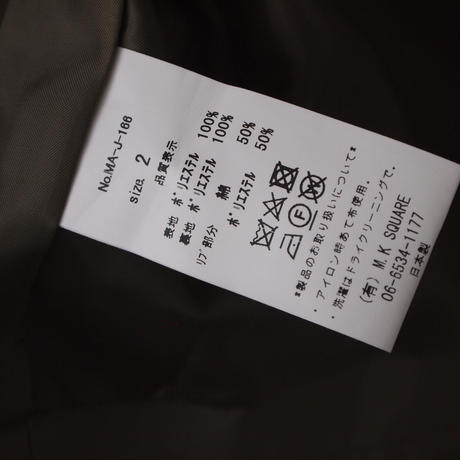 No.MA-J-166
size. 2
品質表示
表地 ポリエステル 100%
裏地 ポリエステル 100%
リブ部分 綿 50%
ポリエステル 50%
F
*製品のお取り扱いについて*
・アイロン時あて布使用。
・洗濯はドライクリーニングで。
(有) M.K SQUARE
06-6534-1177
日本製